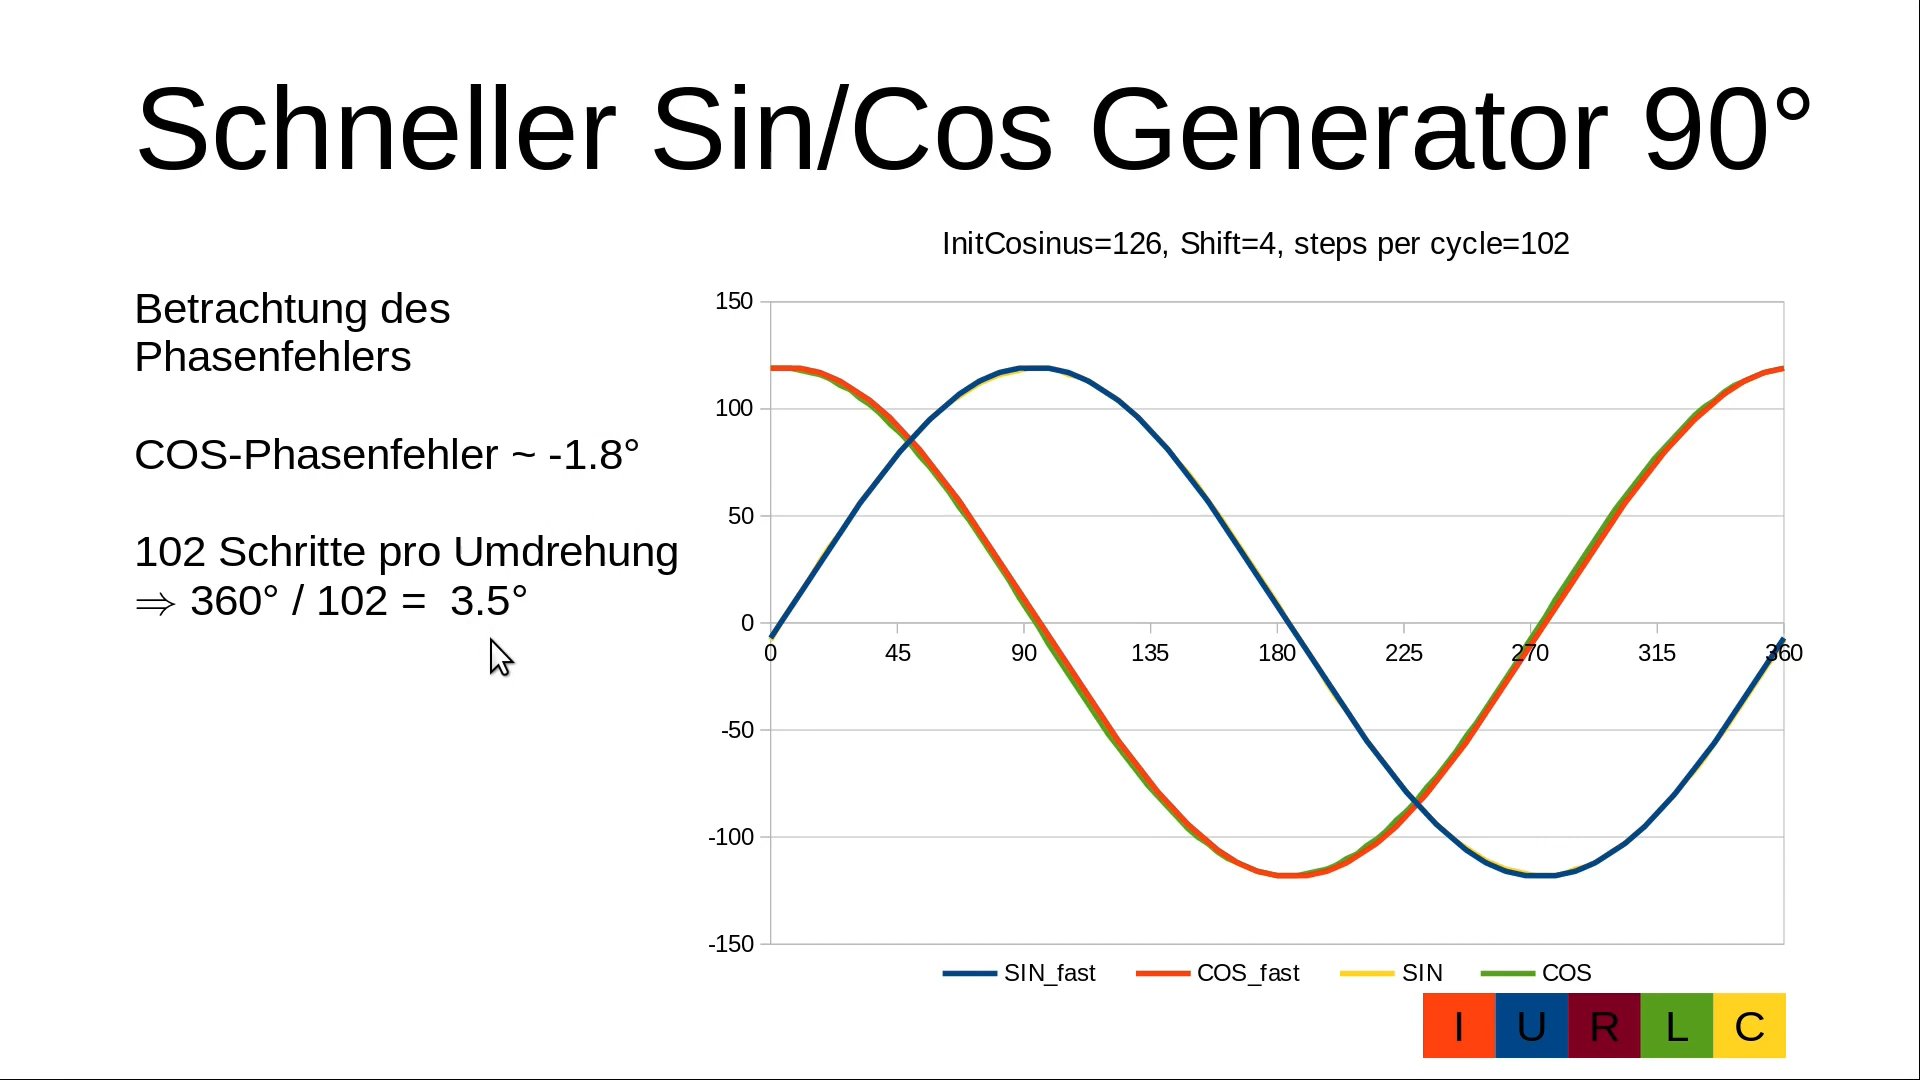 Schneller Sin/Cos Generator 90°
InitCosinus=126, Shift=4, steps per cycle=102
Betrachtung des
Phasenfehlers
COS-Phasenfehler ~ -1.8°
102 Schritte pro Umdrehung
⇒ 360° / 102 =  3.5°
150
100
50
0
-50
-100
-150
0 45 90 135 180 225 270 315 360
SIN_fast COS_fast SIN COS
I U R L C